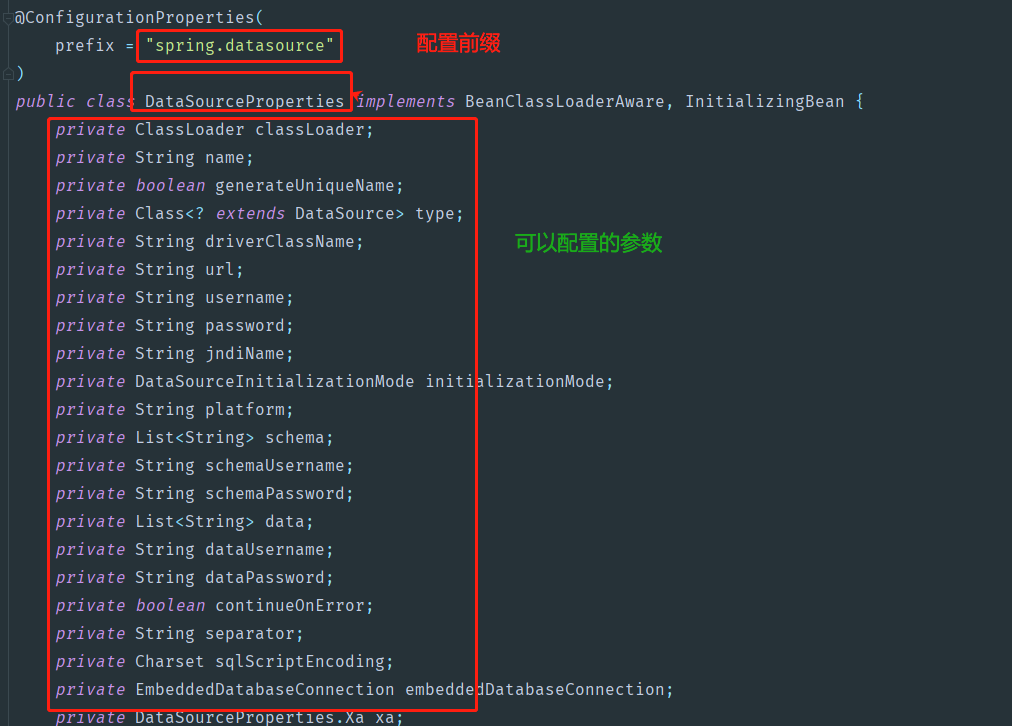 @ConfigurationProperties(
prefix = "spring.datasource"
配置前缀
)
public class DataSourceProperties implements BeanClassLoaderAware, InitializingBean {
private ClassLoader classLoader;
private String name;
private boolean generateUniqueName;
private Class<? extends DataSource> type;
private String driverClassName;
可以配置的参数
private String url;
private String username;
private String password;
private String jndiName;
private DataSourceInitializationMode initializationMode;
private String platform;
private List<String> schema;
private String schemaUsername;
private String schemaPassword;
private List<String> data;
private String dataUsername;
private String dataPassword;
private boolean continueOnError;
private String separator;
private Charset sqlScriptEncoding;
private EmbeddedDatabaseConnection embeddedDatabaseConnection;
private DataSourceProperties.Xa xa;